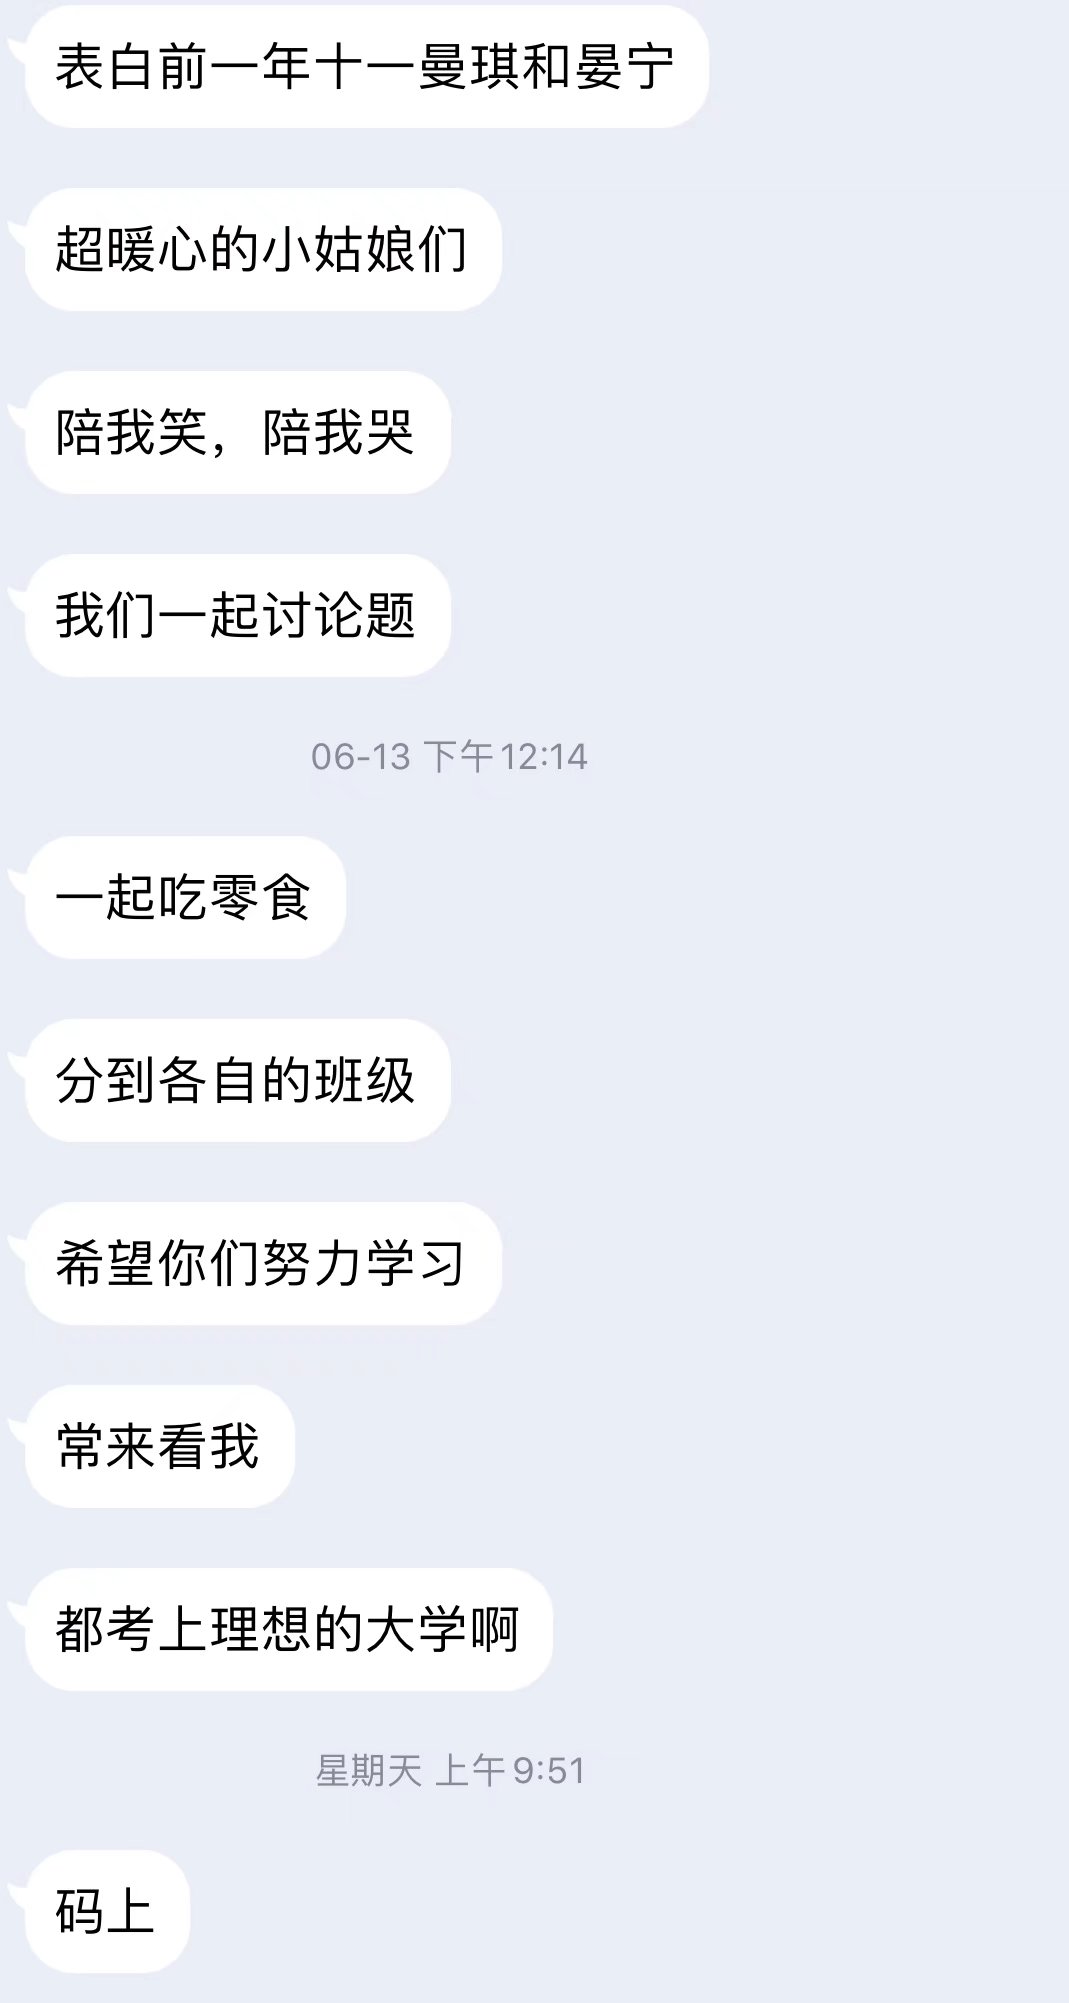 表白前一年十一曼琪和晏宁
超暖心的小姑娘们
陪我笑，陪我哭
我们一起讨论题
06-13 下午12:14
一起吃零食
分到各自的班级
希望你们努力学习
常来看我
都考上理想的大学啊
星期天 上午9:51
码上